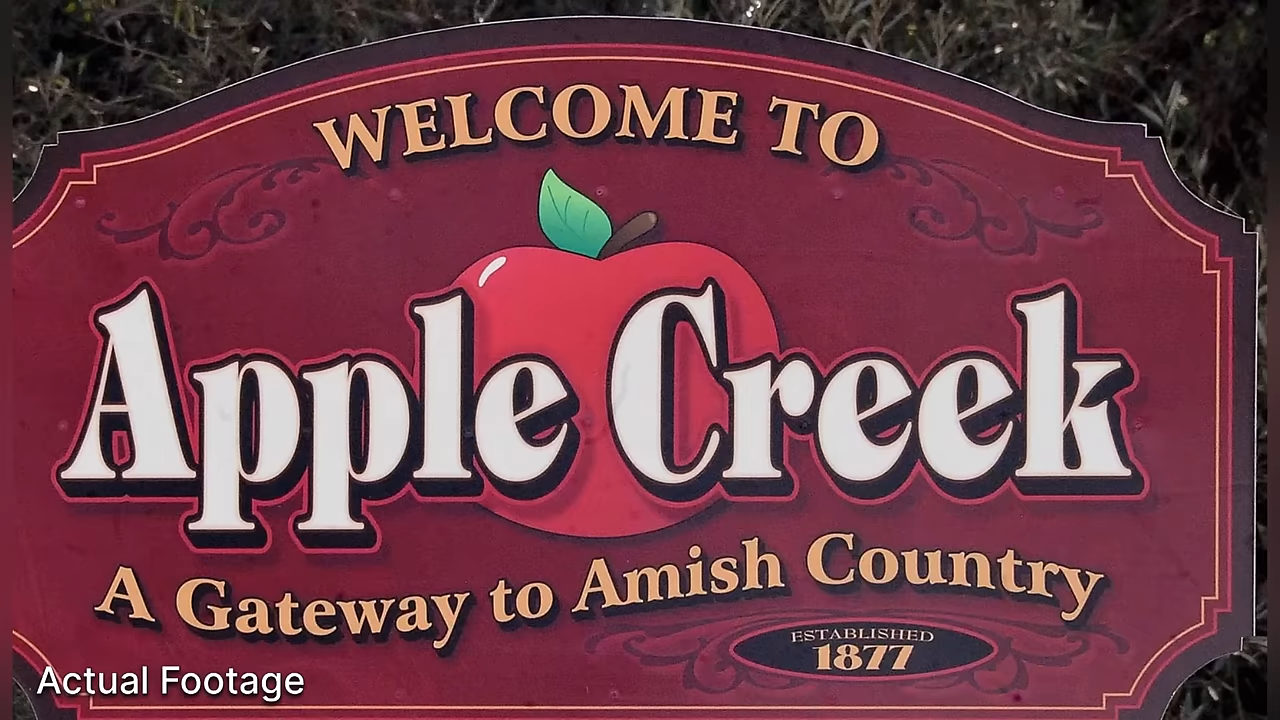 WELCOME TO
Apple Creek
A Gateway to Amish Country
ESTABLISHED
1877
Actual Footage